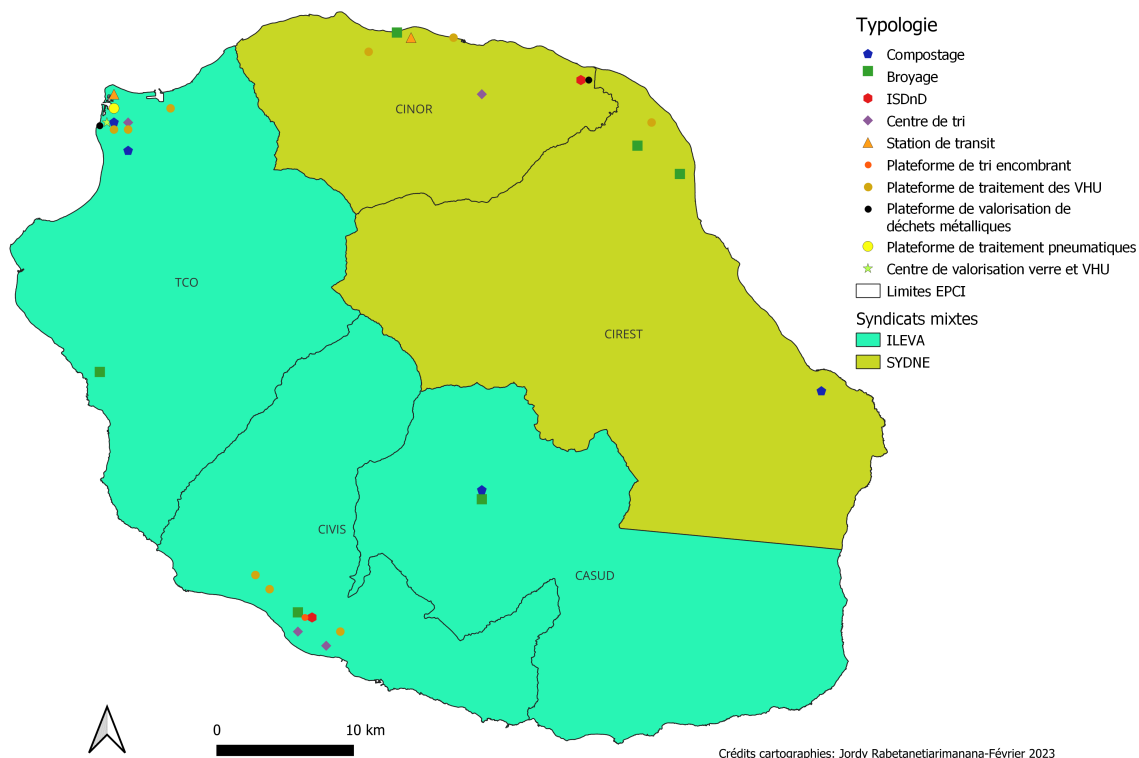 Typologie
Compostage
Broyage
ISDnD
Centre de tri
Station de transit
Plateforme de tri encombrant
Plateforme de traitement des VHU
Plateforme de valorisation de
déchets métalliques
Plateforme de traitement pneumatiques
Centre de valorisation verre et VHU
Limites EPCI
Syndicats mixtes
ILEVA
SYDNE
CINOR
TCO
CIREST
CIVIS
CASUD
0 10 km
Crédits cartographies: Jordy Rabetanetiarimanana-Février 2023